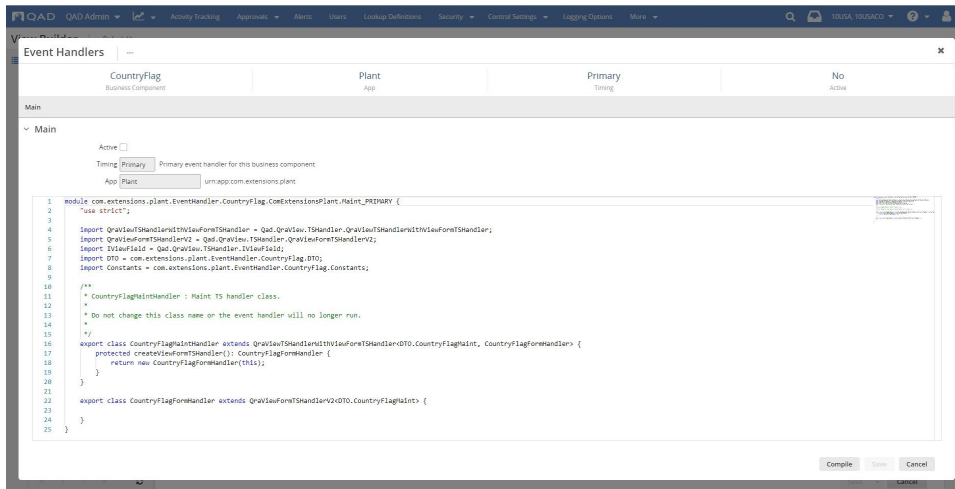 QAD QAD Admin Activity Tracking Approvals Alerts Users Lookup Definitions Security Control Settings Logging Options More 10USA, 10USACO
Event Handlers ...
CountryFlag Plant Primary No
Business Component App Timing Active
Main
Main
Active
Timing Primary Primary event handler for this business component
App Plant urn:app:com.extensions.plant
1 module com.extensions.plant.EventHandler.CountryFlag.ComExtensionsPlant.Maint_PRIMARY {
2 "use strict";
3
4 import QraViewTSHandlerWithViewFormTSHandler = Qad.QraView.TSHandler.QraViewTSHandlerWithViewFormTSHandler;
5 import QraViewFormTSHandlerV2 = Qad.QraView.TSHandler.QraViewFormTSHandlerV2;
6 import IViewField = Qad.QraView.TSHandler.IViewField;
7 import DTO = com.extensions.plant.EventHandler.CountryFlag.DTO;
8 import Constants = com.extensions.plant.EventHandler.CountryFlag.Constants;
9
10 /**
11 * CountryFlagMaintHandler : Maint TS handler class.
12 *
13 * Do not change this class name or the event handler will no longer run.
14 *
15 */
16 export class CountryFlagMaintHandler extends QraViewTSHandlerWithViewFormTSHandler<DTO.CountryFlagMaint, CountryFlagFormHandler> {
17 protected createViewFormTSHandler(): CountryFlagFormHandler {
18 return new CountryFlagFormHandler(this);
19 }
20 }
21
22 export class CountryFlagFormHandler extends QraViewFormTSHandlerV2<DTO.CountryFlagMaint> {
23
24 }
25 }
Compile Save Cancel
Cancel